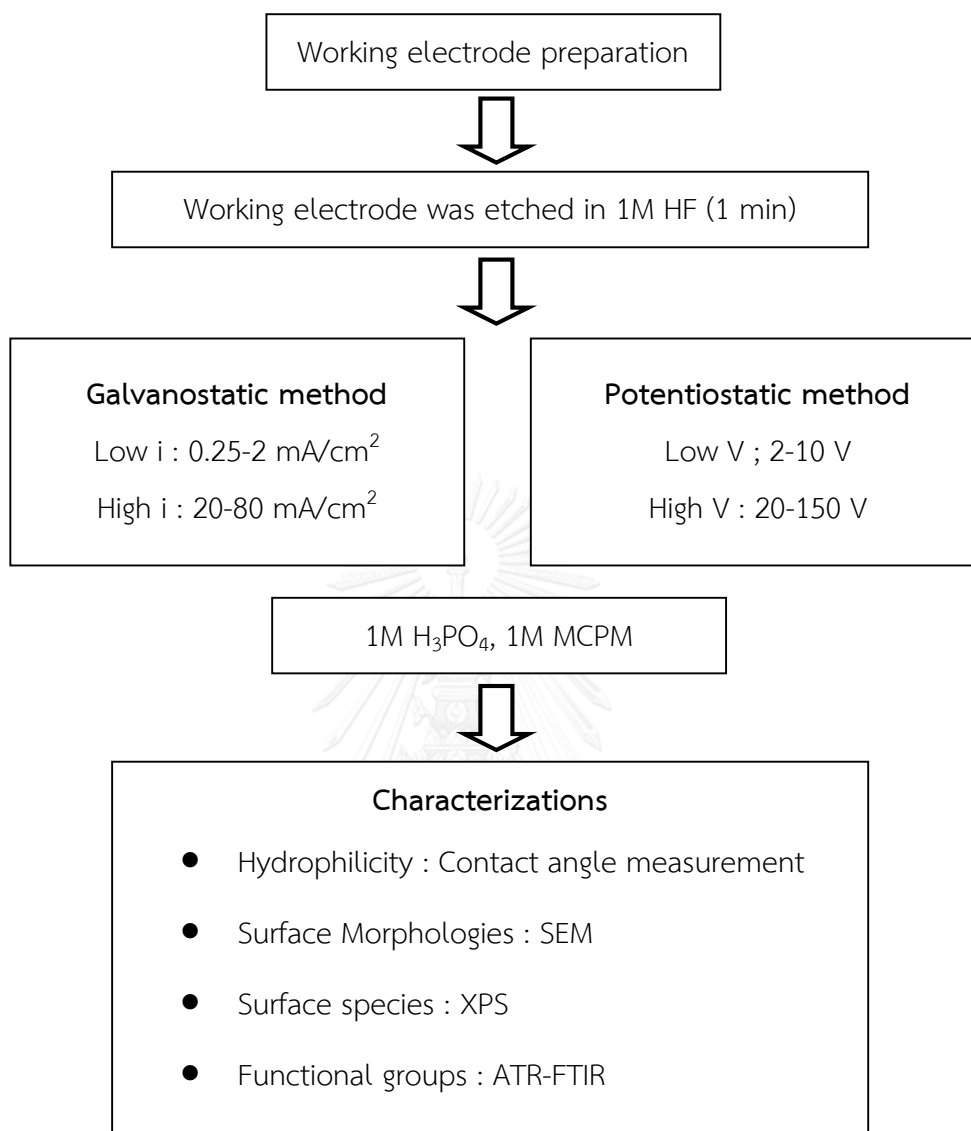 Working electrode preparation
Working electrode was etched in 1M HF (1 min)
Galvanostatic method
Low i : 0.25-2 mA/cm²
High i : 20-80 mA/cm²
Potentiostatic method
Low V ; 2-10 V
High V : 20-150 V
1M H₃PO₄, 1M MCPM
Characterizations
● Hydrophilicity : Contact angle measurement
● Surface Morphologies : SEM
● Surface species : XPS
● Functional groups : ATR-FTIR